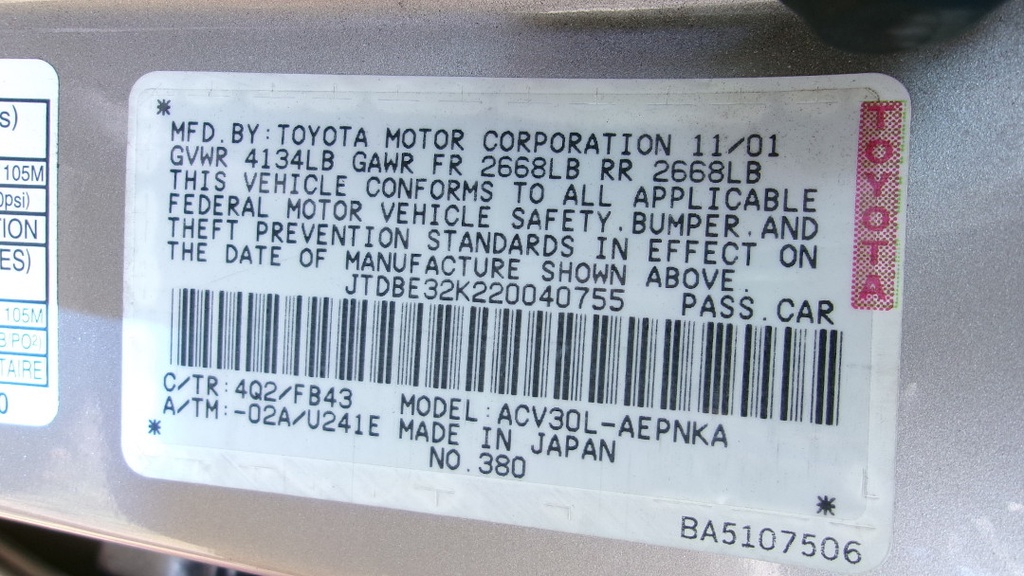 s)
105M
0psi)
TION
ES)
105M
B PO²)
TAIRE
0
*
MFD. BY: TOYOTA MOTOR CORPORATION 11/01
GVWR 4134LB GAWR FR 2668LB RR 2668LB
THIS VEHICLE CONFORMS TO ALL APPLICABLE
FEDERAL MOTOR VEHICLE SAFETY. BUMPER. AND
THEFT PREVENTION STANDARDS IN EFFECT ON
THE DATE OF MANUFACTURE SHOWN ABOVE.
JTDBE32K220040755 PASS. CAR
C/TR: 4Q2/FB43 MODEL: ACV30L-AEPNKA
A/TM: -02A/U241E MADE IN JAPAN
* NO. 380 *
BA5107506
TOYOTA